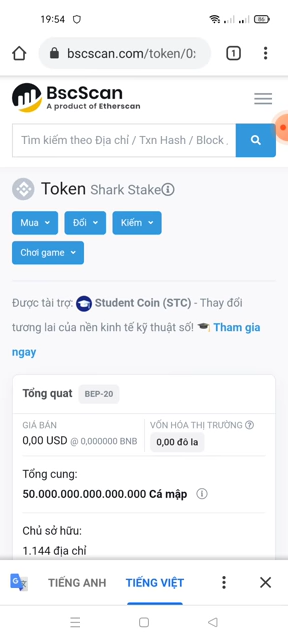 19:54
86
bscscan.com/token/0:
1
BscScan
A product of Etherscan
Tìm kiếm theo Địa chỉ / Txn Hash / Block
Token Shark Stake
Mua Đổi Kiếm
Chơi game
Được tài trợ: Student Coin (STC) - Thay đổi
tương lai của nền kinh tế kỹ thuật số! Tham gia
ngay
Tổng quat BEP-20
GIÁ BÁN
0,00 USD @ 0,000000 BNB
VỐN HÓA THỊ TRƯỜNG
0,00 đô la
Tổng cung:
50.000.000.000.000.000 Cá mập
Chủ sở hữu:
1.144 địa chỉ
TIẾNG ANH TIẾNG VIỆT